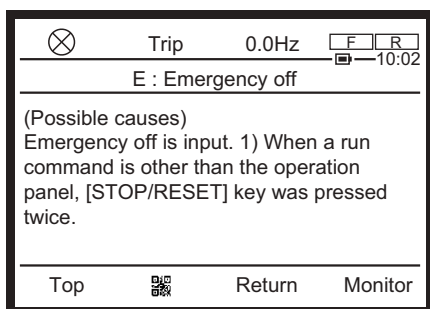 Trip 0.0Hz F R
10:02
E : Emergency off
(Possible causes)
Emergency off is input. 1) When a run
command is other than the operation
panel, [STOP/RESET] key was pressed
twice.
Top Return Monitor